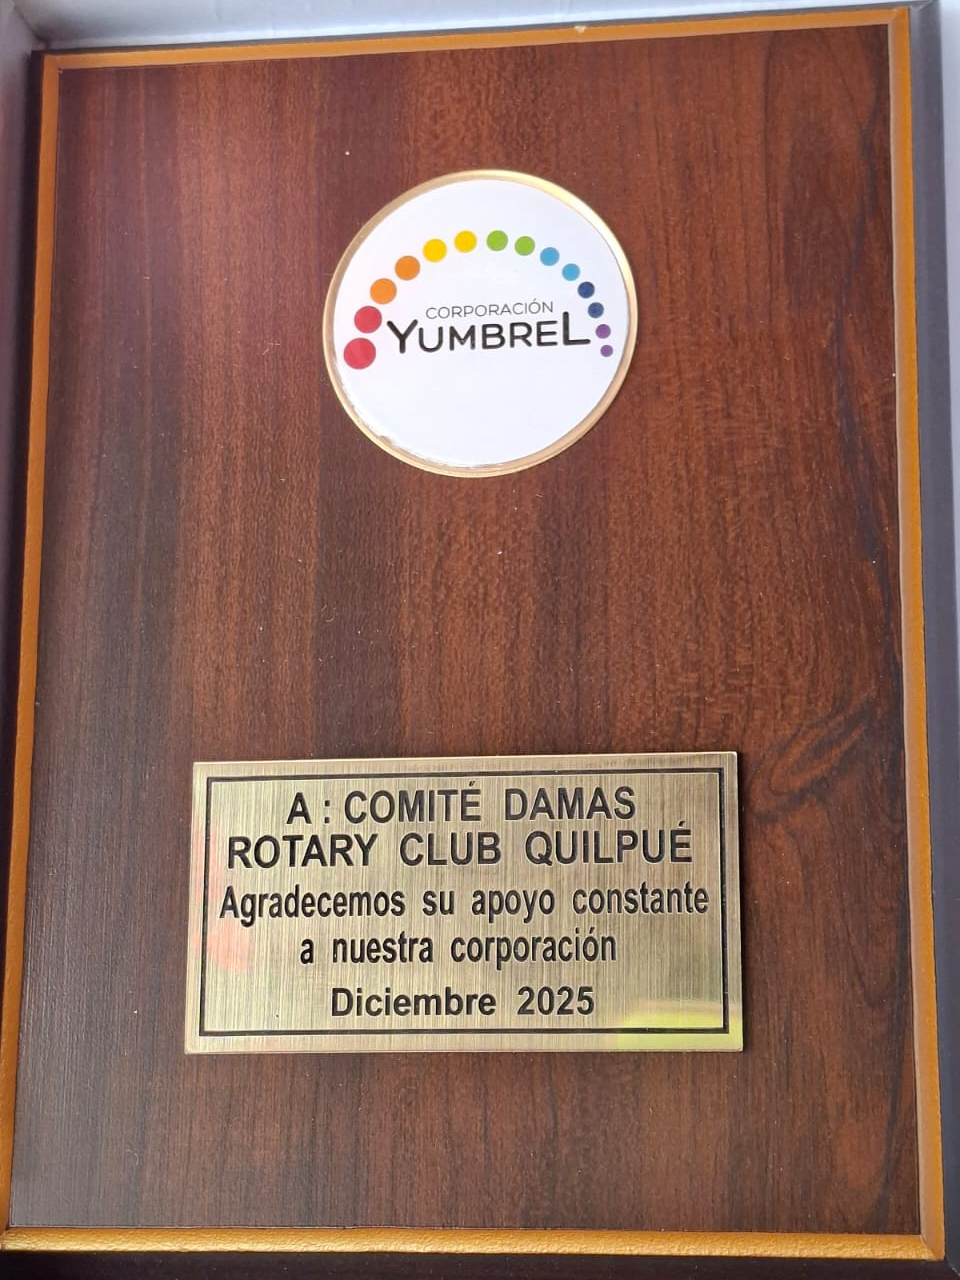 CORPORACIÓN
YUMBREL
A : COMITÉ DAMAS
ROTARY CLUB QUILPUÉ
Agradecemos su apoyo constante
a nuestra corporación
Diciembre 2025